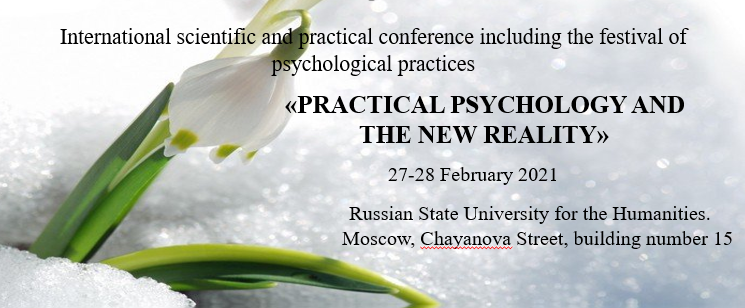 International scientific and practical conference including the festival of
psychological practices
«PRACTICAL PSYCHOLOGY AND
THE NEW REALITY»
27-28 February 2021
Russian State University for the Humanities.
Moscow, Chayanova Street, building number 15